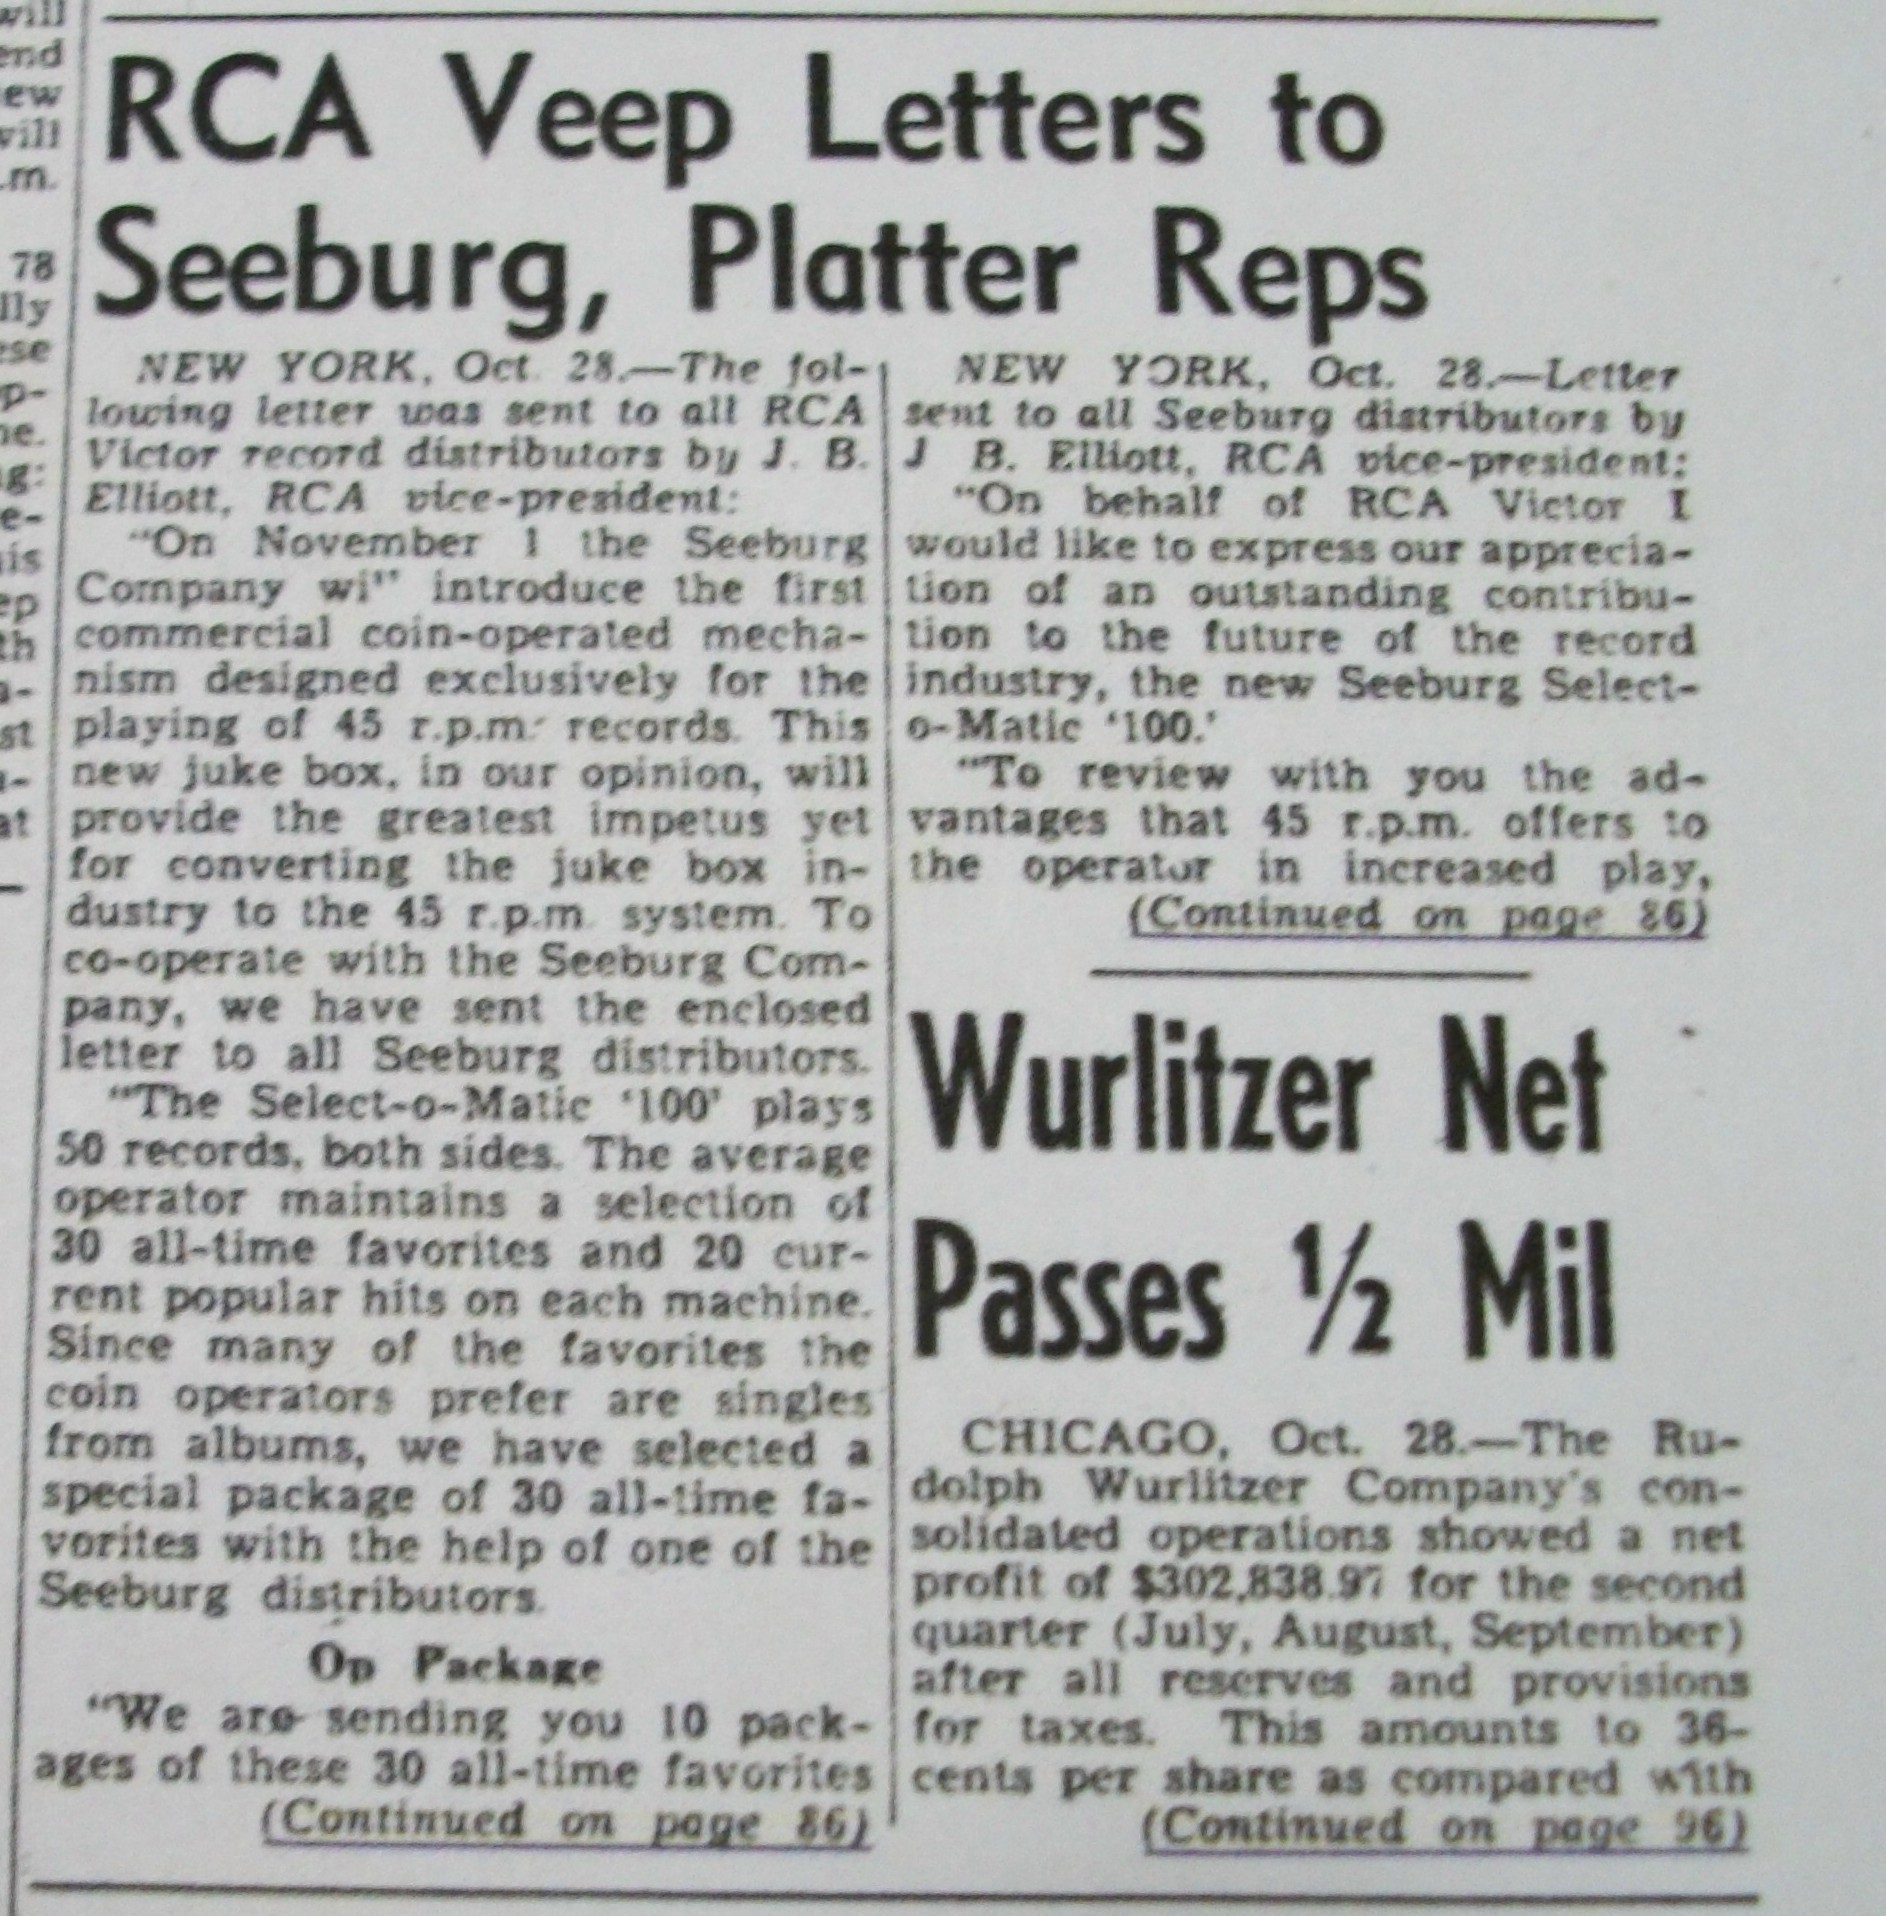 will
end
ew
will
.m.
78
lly
ese
p-
ne.
g:
e-
is
ep
th
a-
st
at
RCA Veep Letters to
Seeburg, Platter Reps
NEW YORK, Oct. 28.—The fol-
lowing letter was sent to all RCA
Victor record distributors by J. B.
Elliott, RCA vice-president:
"On November 1 the Seeburg
Company wi" introduce the first
commercial coin-operated mecha-
nism designed exclusively for the
playing of 45 r.p.m. records. This
new juke box, in our opinion, will
provide the greatest impetus yet
for converting the juke box in-
dustry to the 45 r.p.m. system. To
co-operate with the Seeburg Com-
pany, we have sent the enclosed
letter to all Seeburg distributors.
"The Select-o-Matic '100' plays
50 records, both sides. The average
operator maintains a selection of
30 all-time favorites and 20 cur-
rent popular hits on each machine.
Since many of the favorites the
coin operators prefer are singles
from albums, we have selected a
special package of 30 all-time fa-
vorites with the help of one of the
Seeburg distributors.
Op Package
"We are sending you 10 pack-
ages of these 30 all-time favorites
(Continued on page 86)
NEW YORK, Oct. 28.—Letter
sent to all Seeburg distributors by
J B. Elliott, RCA vice-president:
"On behalf of RCA Victor I
would like to express our apprecia-
tion of an outstanding contribu-
tion to the future of the record
industry, the new Seeburg Select-
o-Matic '100.'
"To review with you the ad-
vantages that 45 r.p.m. offers to
the operator in increased play,
(Continued on page 86)
Wurlitzer Net
Passes ½ Mil
CHICAGO, Oct. 28.—The Ru-
dolph Wurlitzer Company's con-
solidated operations showed a net
profit of $302,838.97 for the second
quarter (July, August, September)
after all reserves and provisions
for taxes. This amounts to 36-
cents per share as compared with
(Continued on page 96)